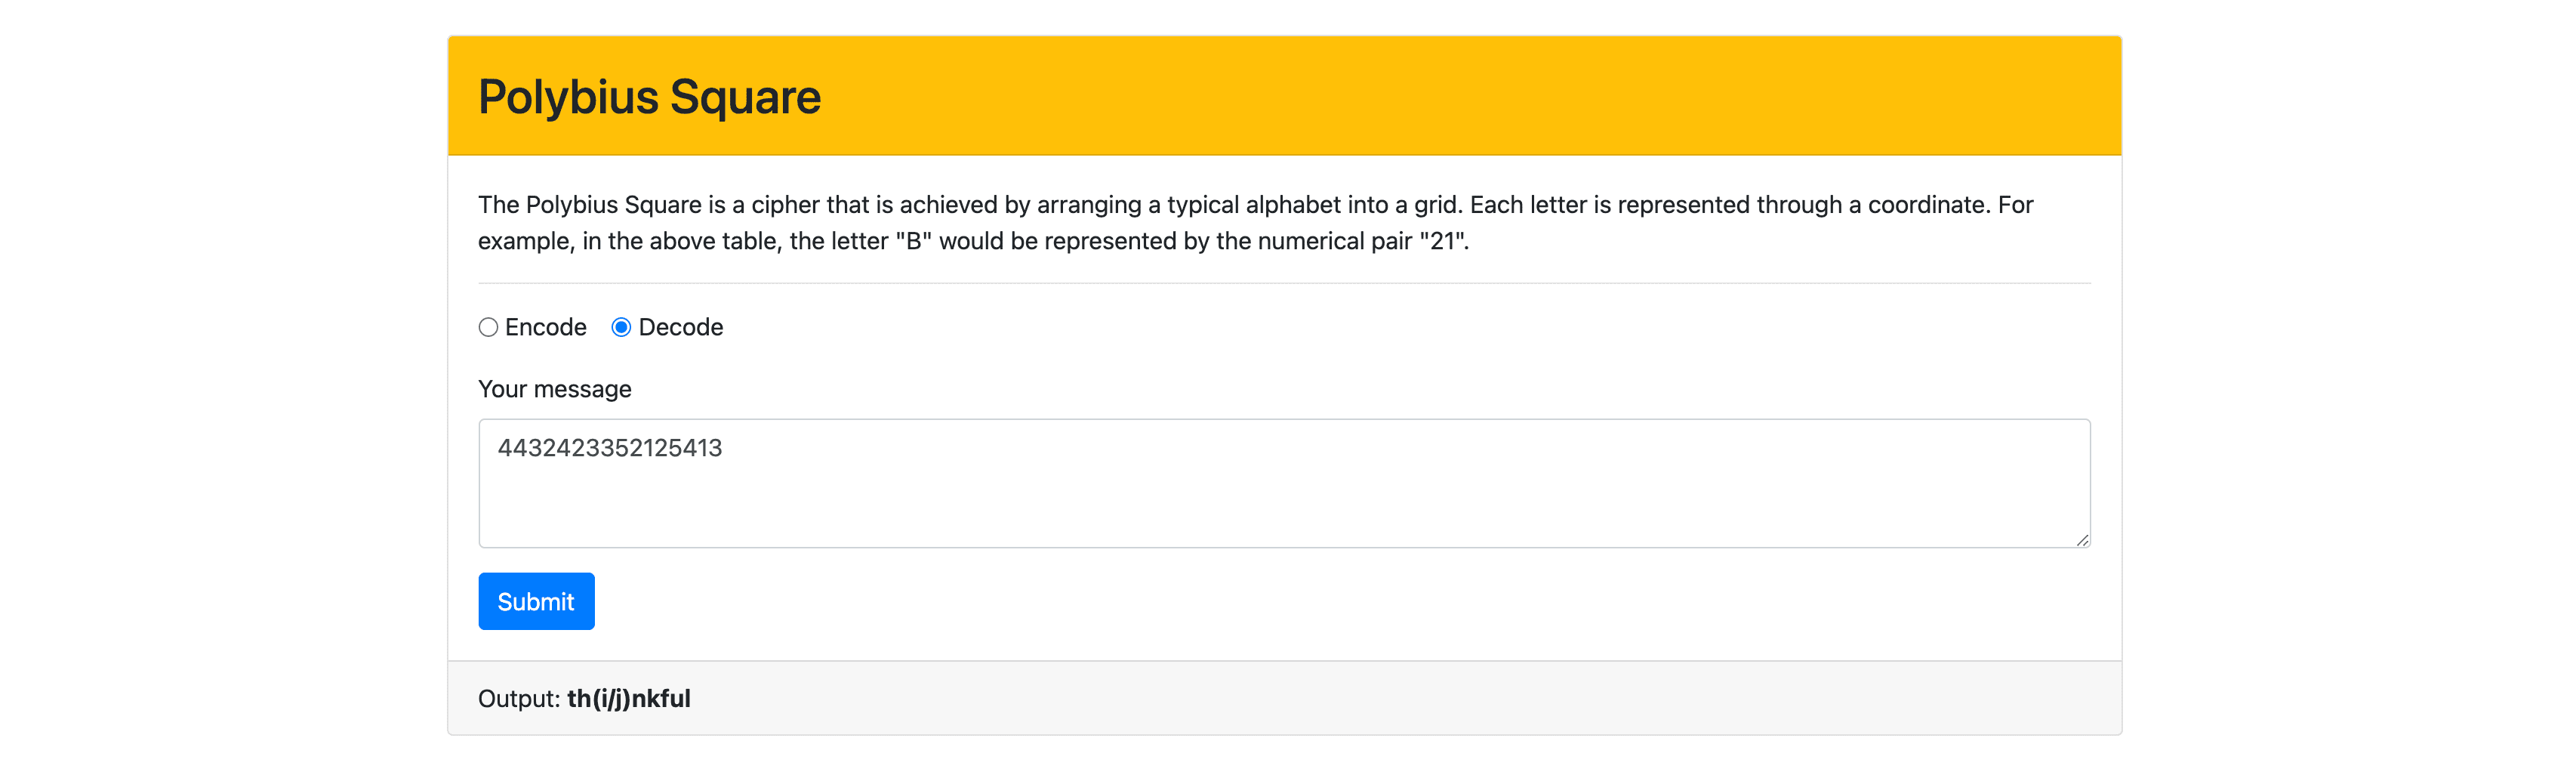 Polybius Square
The Polybius Square is a cipher that is achieved by arranging a typical alphabet into a grid. Each letter is represented through a coordinate. For
example, in the above table, the letter "B" would be represented by the numerical pair "21".
Encode Decode
Your message
4432423352125413
Submit
Output: th(i/j)nkful